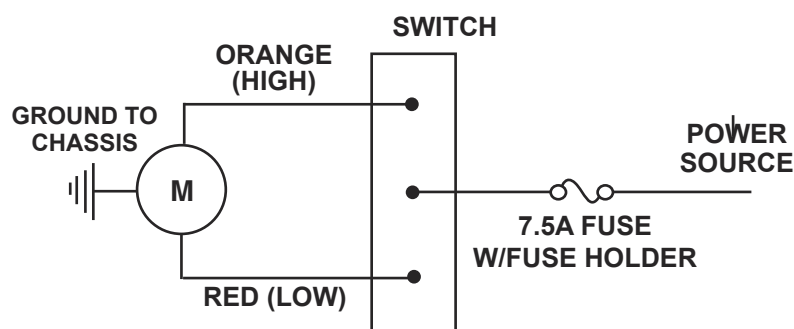 SWITCH
ORANGE
(HIGH)
GROUND TO
CHASSIS
M
POWER
SOURCE
7.5A FUSE
W/FUSE HOLDER
RED (LOW)